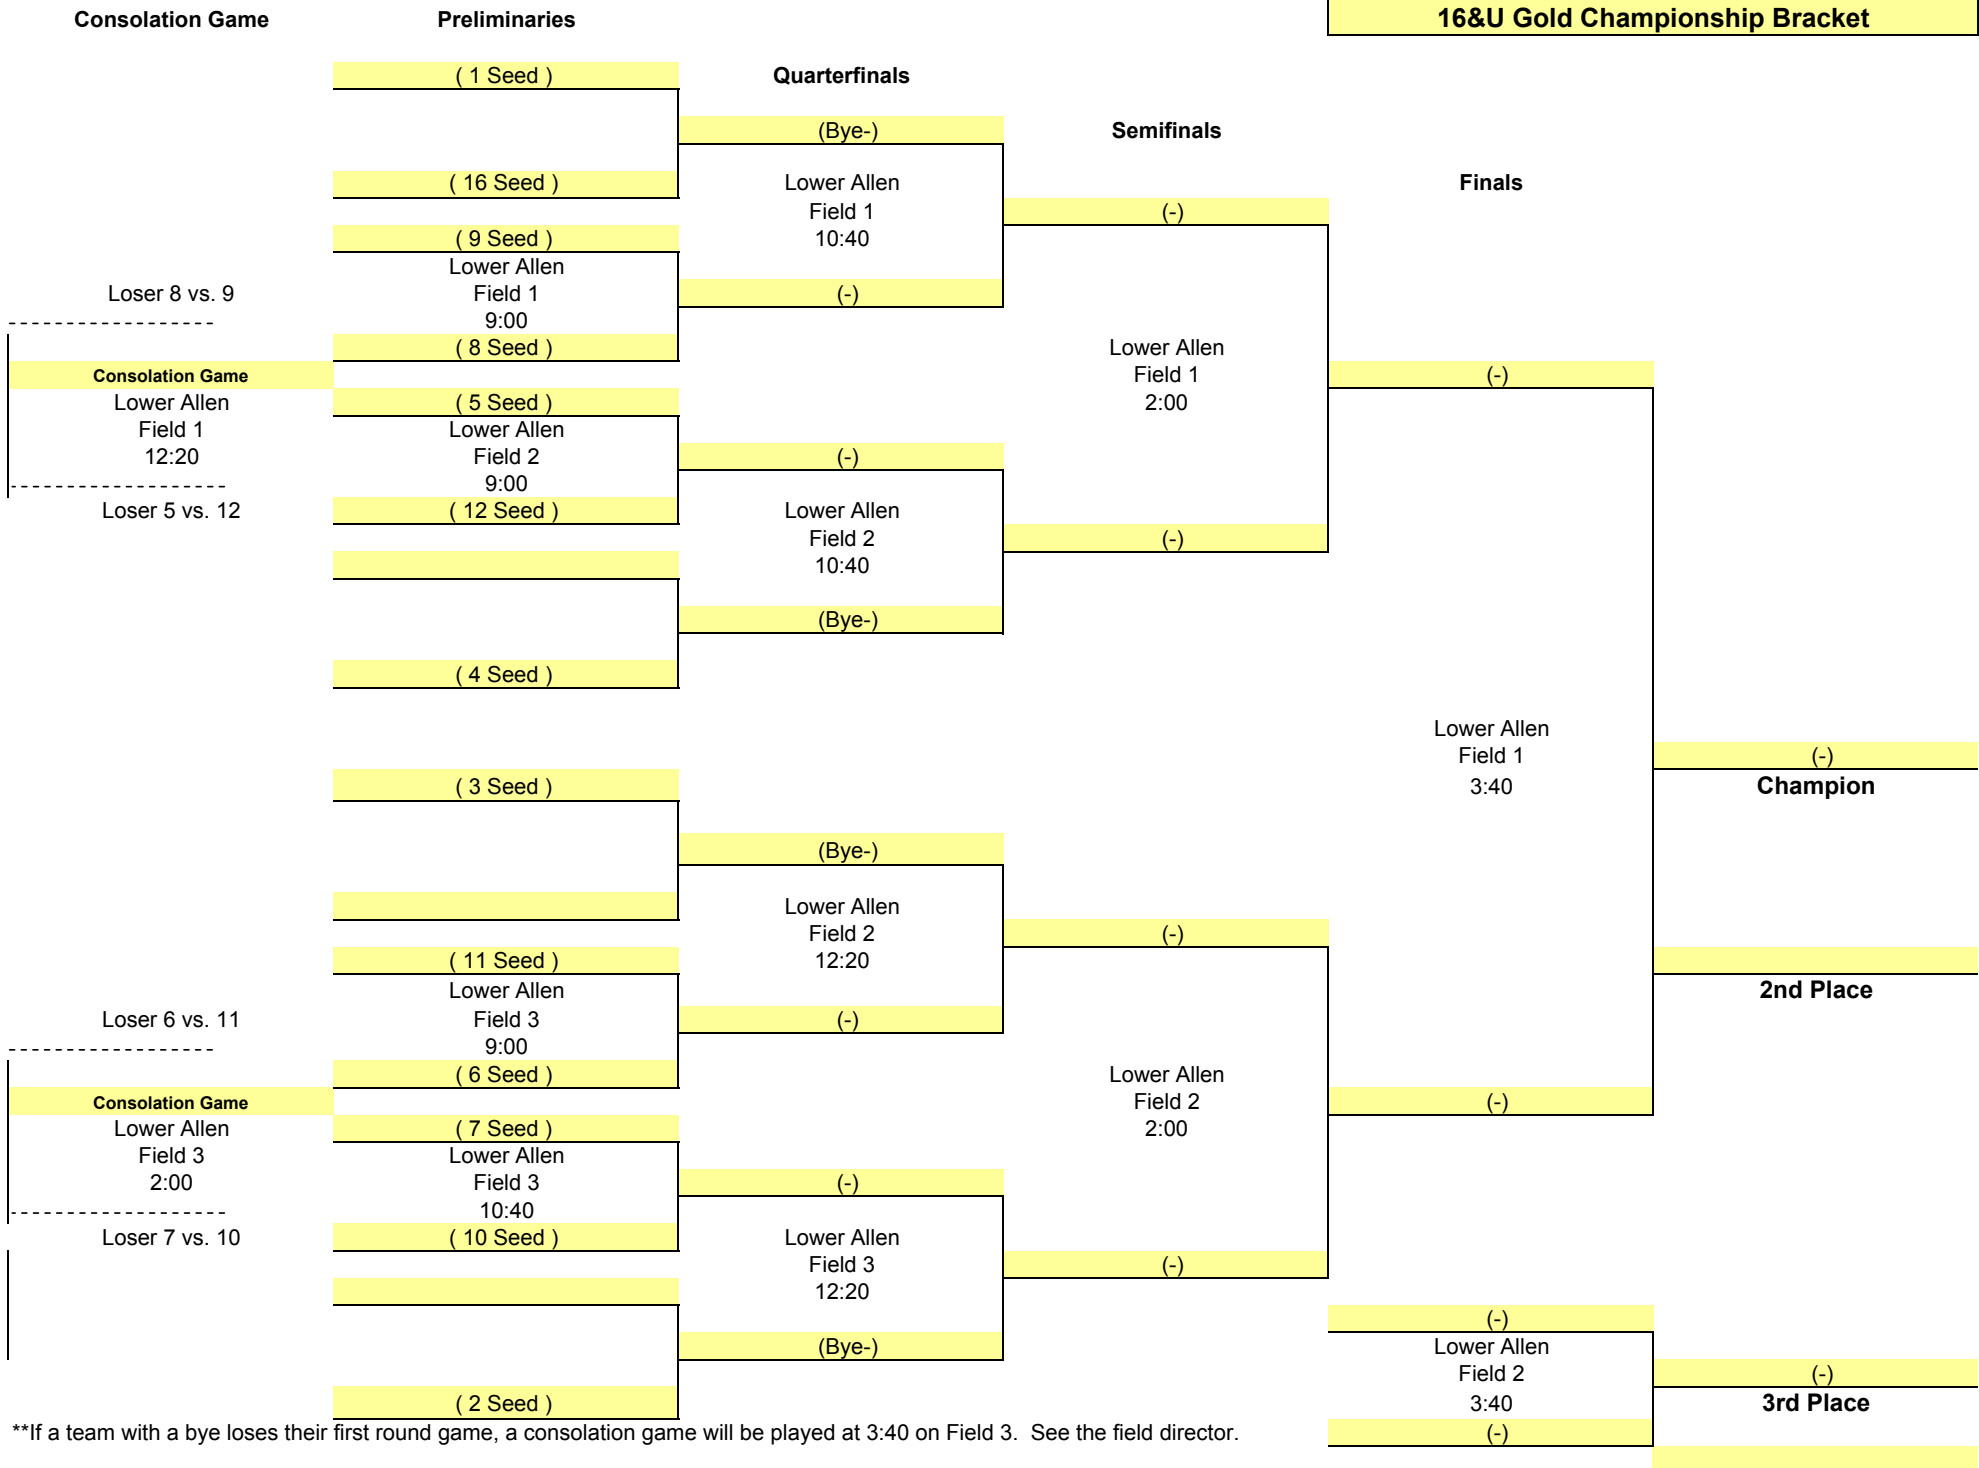 Consolation Game
Preliminaries
16&U Gold Championship Bracket
( 1 Seed )
Quarterfinals
(Bye-)
Semifinals
( 16 Seed )
Lower Allen
Finals
Field 1
(-)
( 9 Seed )
10:40
Lower Allen
Loser 8 vs. 9
Field 1
(-)
------------------
9:00
( 8 Seed )
Lower Allen
Consolation Game
Field 1
(-)
Lower Allen
( 5 Seed )
2:00
Field 1
Lower Allen
12:20
Field 2
(-)
-------------------
9:00
Loser 5 vs. 12
( 12 Seed )
Lower Allen
Field 2
(-)
10:40
(Bye-)
( 4 Seed )
Lower Allen
Field 1
(-)
( 3 Seed )
3:40
Champion
(Bye-)
Lower Allen
Field 2
(-)
( 11 Seed )
12:20
Lower Allen
2nd Place
Loser 6 vs. 11
Field 3
(-)
------------------
9:00
( 6 Seed )
Lower Allen
Consolation Game
Field 2
(-)
Lower Allen
( 7 Seed )
2:00
Field 3
Lower Allen
2:00
Field 3
(-)
-------------------
10:40
Loser 7 vs. 10
( 10 Seed )
Lower Allen
Field 3
(-)
12:20
(-)
(Bye-)
Lower Allen
Field 2
(-)
( 2 Seed )
3:40
3rd Place
**If a team with a bye loses their first round game, a consolation game will be played at 3:40 on Field 3.  See the field director.
(-)